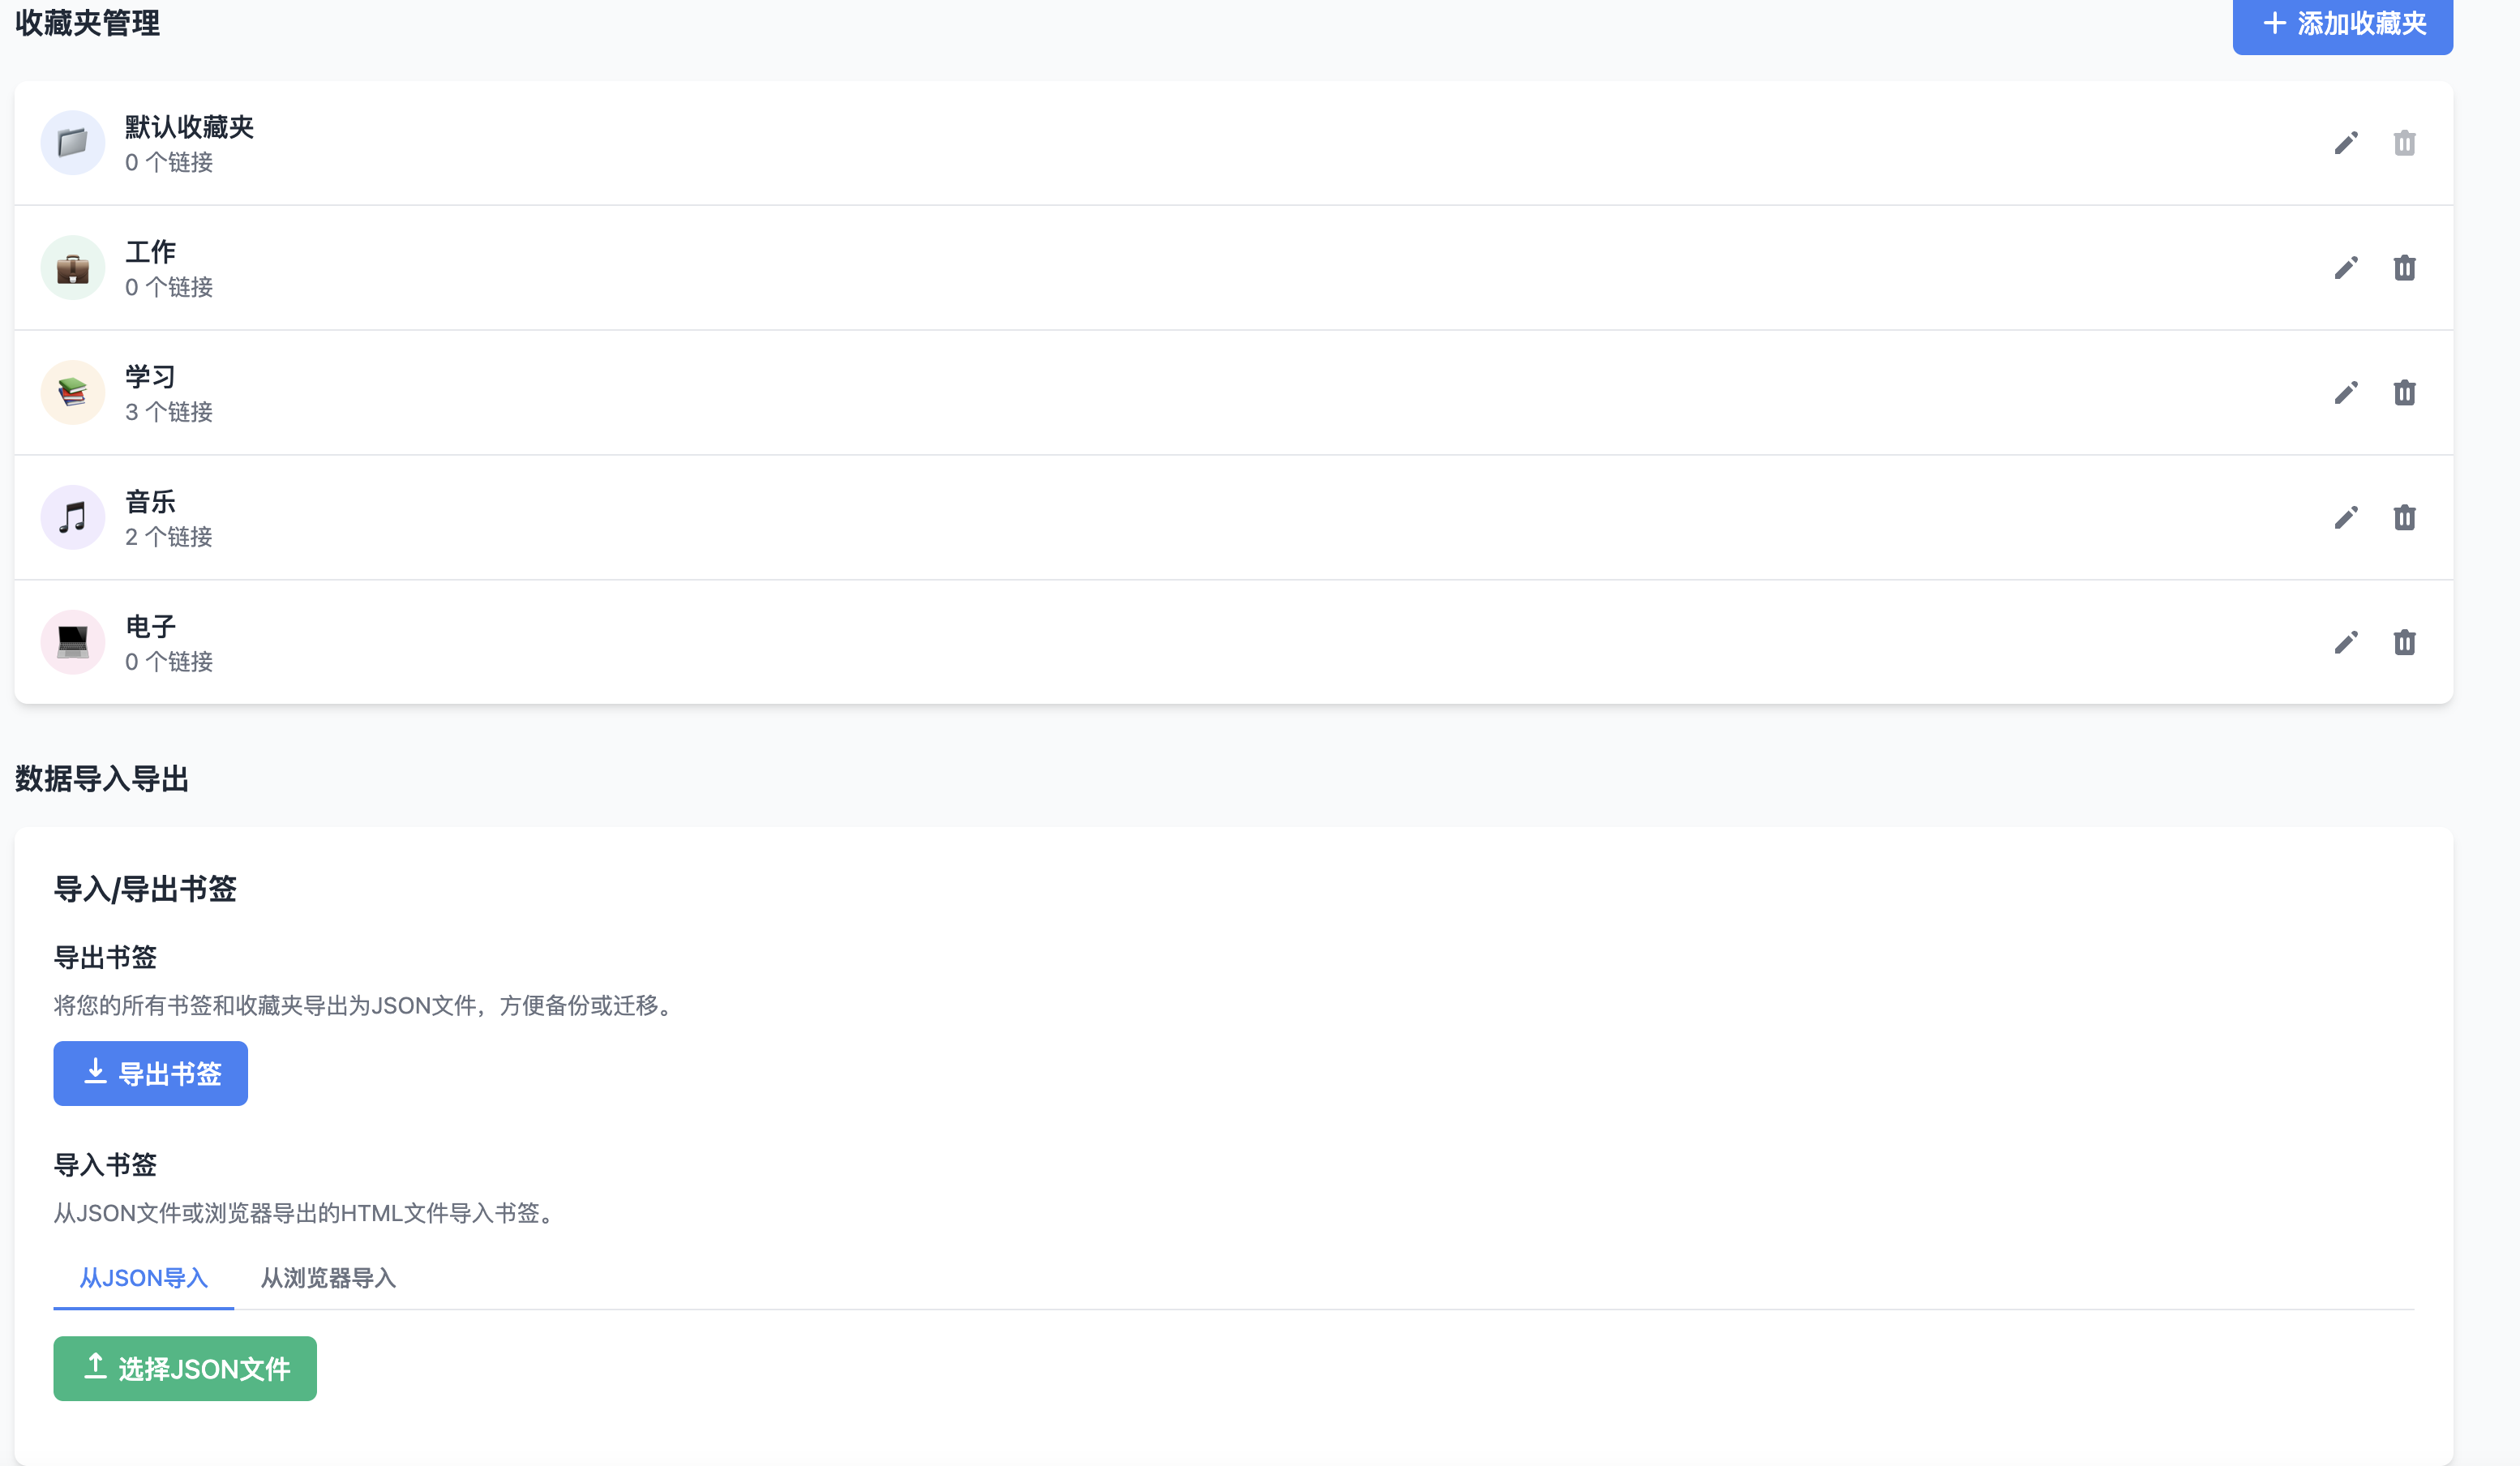 收藏夹管理
添加收藏夹
默认收藏夹
0 个链接
工作
0 个链接
学习
3 个链接
音乐
2 个链接
电子
0 个链接
数据导入导出
导入/导出书签
导出书签
将您的所有书签和收藏夹导出为JSON文件，方便备份或迁移。
导出书签
导入书签
从JSON文件或浏览器导出的HTML文件导入书签。
从JSON导入 从浏览器导入
选择JSON文件